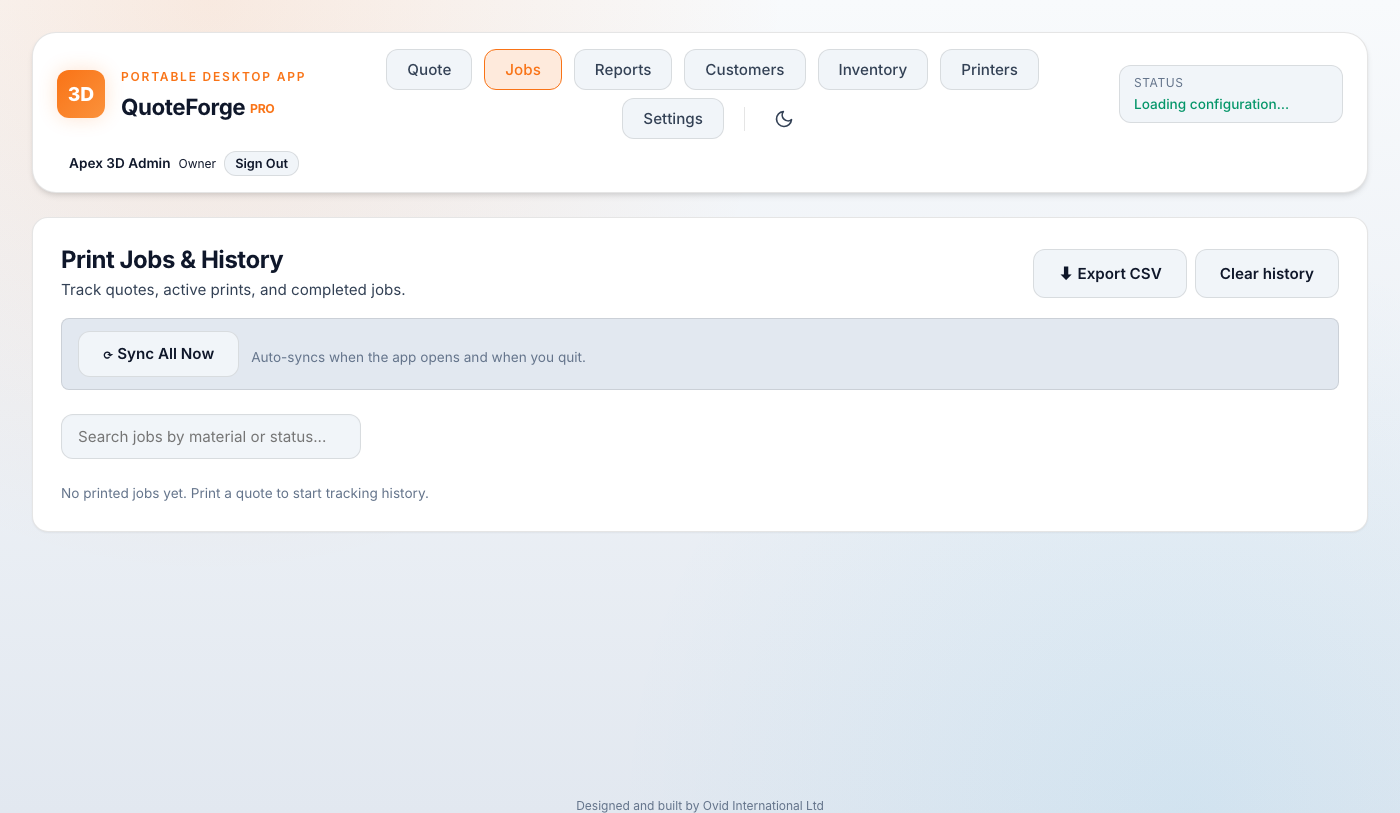 3D
PORTABLE DESKTOP APP
QuoteForge PRO
Apex 3D Admin Owner Sign Out
Quote Jobs Reports Customers Inventory Printers
Settings
STATUS
Loading configuration...
Print Jobs & History
Track quotes, active prints, and completed jobs.
⬇ Export CSV Clear history
⟳ Sync All Now Auto-syncs when the app opens and when you quit.
Search jobs by material or status...
No printed jobs yet. Print a quote to start tracking history.
Designed and built by Ovid International Ltd